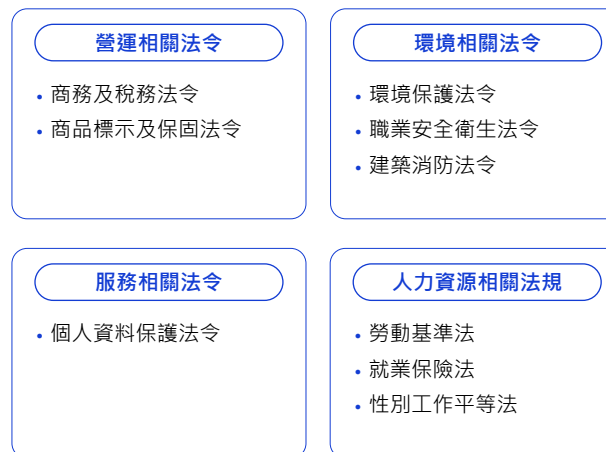 營運相關法令
• 商務及稅務法令
• 商品標示及保固法令
環境相關法令
• 環境保護法令
• 職業安全衛生法令
• 建築消防法令
服務相關法令
• 個人資料保護法令
人力資源相關法規
• 勞動基準法
• 就業保險法
• 性別工作平等法